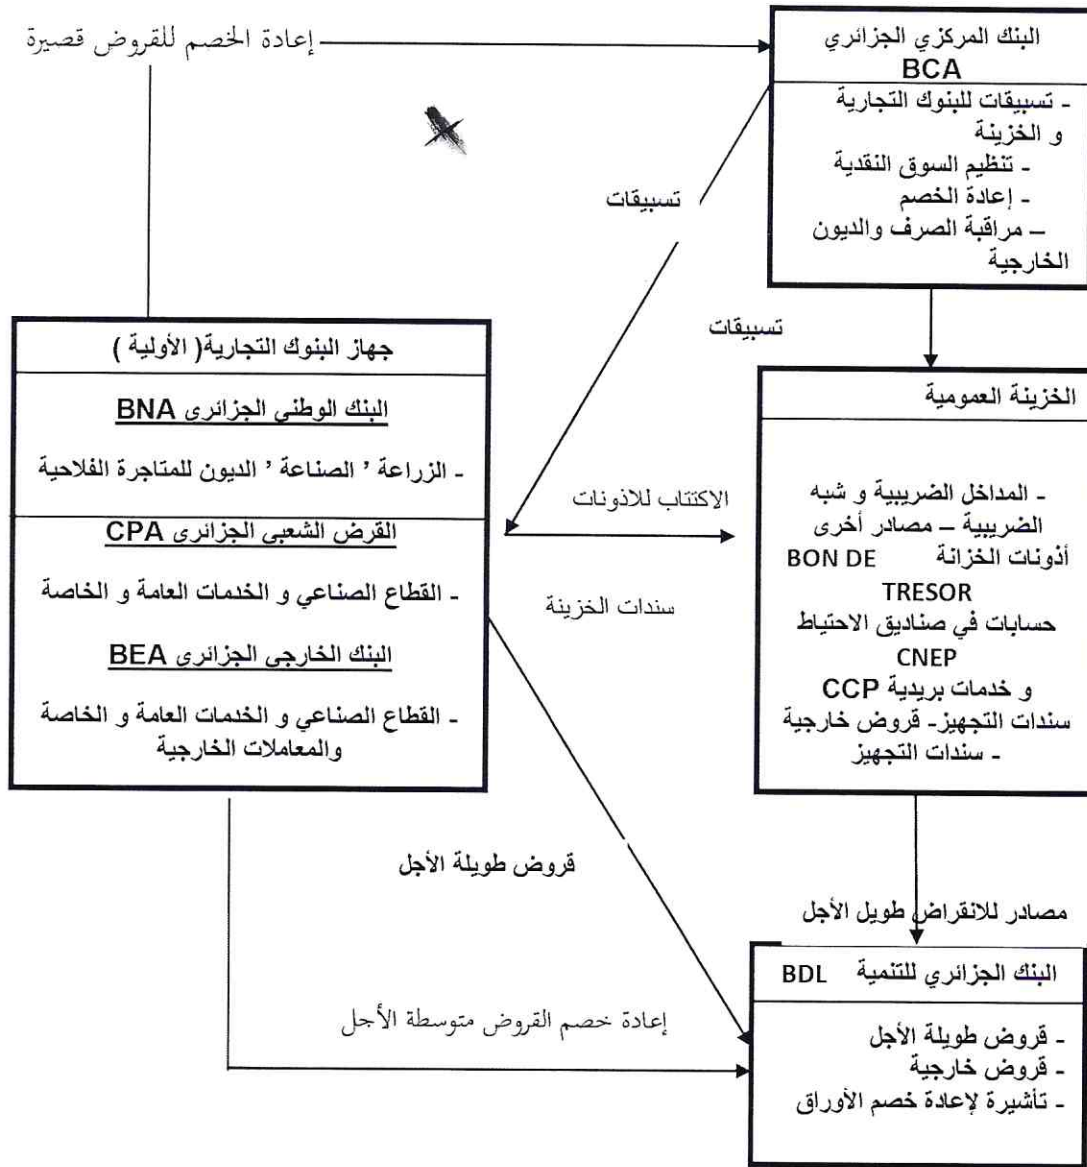 إعادة الخصم للقروض قصيرة
البنك المركزي الجزائري
BCA
- تسبيقات للبنوك التجارية
و الخزينة
- تنظيم السوق النقدية
- إعادة الخصم
– مراقبة الصرف والديون
الخارجية
تسبيقات
تسبيقات
جهاز البنوك التجارية( الأولية )
البنك الوطني الجزائري BNA
- الزراعة ' الصناعة ' الديون للمتاجرة الفلاحية
القرض الشعبي الجزائري CPA
- القطاع الصناعي و الخدمات العامة و الخاصة
البنك الخارجي الجزائري BEA
- القطاع الصناعي و الخدمات العامة و الخاصة
والمعاملات الخارجية
الاكتتاب للاذونات
سندات الخزينة
الخزينة العمومية
- المداخل الضريبية و شبه
الضريبية – مصادر أخرى
أذونات الخزانة BON DE
TRESOR
حسابات في صناديق الاحتياط
CNEP
و خدمات بريدية CCP
سندات التجهيز- قروض خارجية
- سندات التجهيز
قروض طويلة الأجل
مصادر للانقراض طويل الأجل
إعادة خصم القروض متوسطة الأجل
البنك الجزائري للتنمية BDL
- قروض طويلة الأجل
- قروض خارجية
- تأشيرة لإعادة خصم الأوراق